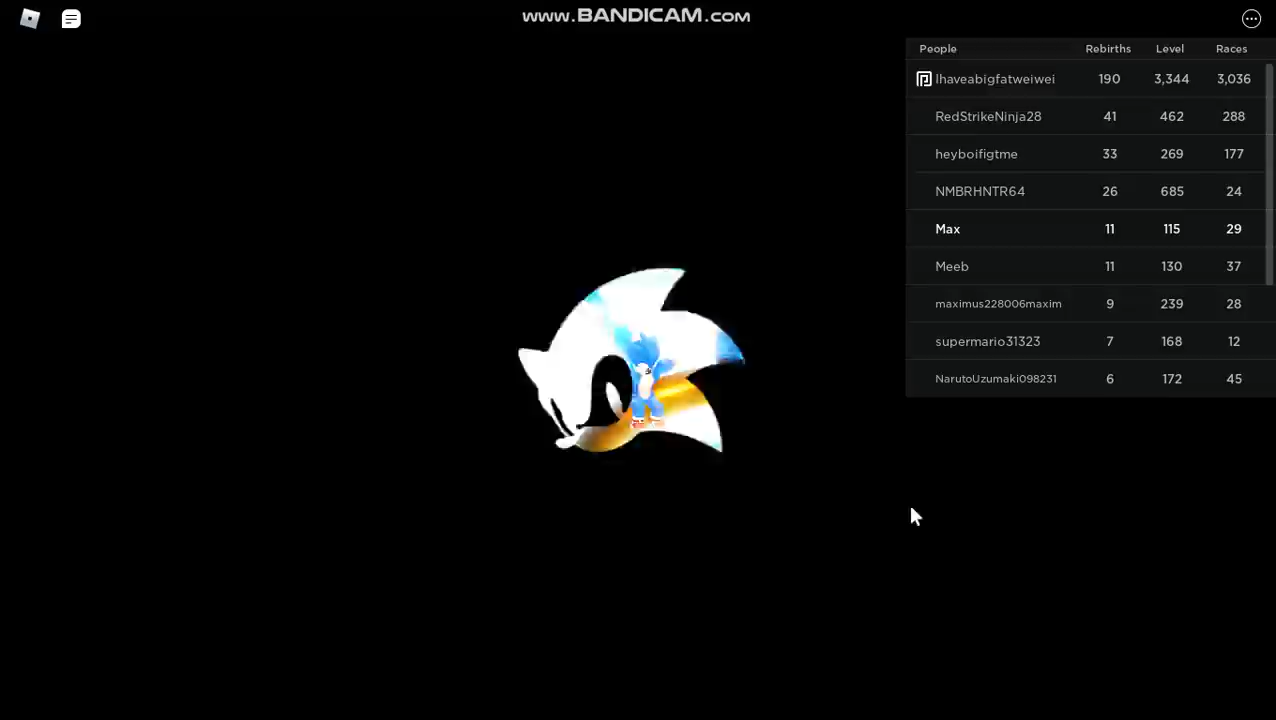 www.BANDICAM.com
People Rebirths Level Races
Ihaveabigfatweiwei 190 3,344 3,036
RedStrikeNinja28 41 462 288
heyboifigtme 33 269 177
NMBRHNTR64 26 685 24
Max 11 115 29
Meeb 11 130 37
maximus228006maxim 9 239 28
supermario31323 7 168 12
NarutoUzumaki098231 6 172 45